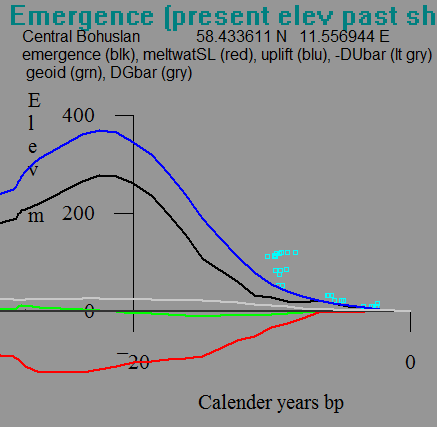 Emergence (present elev past sh
Central Bohuslan 58.433611 N 11.556944 E
emergence (blk), meltwatSL (red), uplift (blu), -DUbar (lt gry)
geoid (grn), DGbar (gry)
E
l
e
v
m
400
200
0
-20
0
Calender years bp